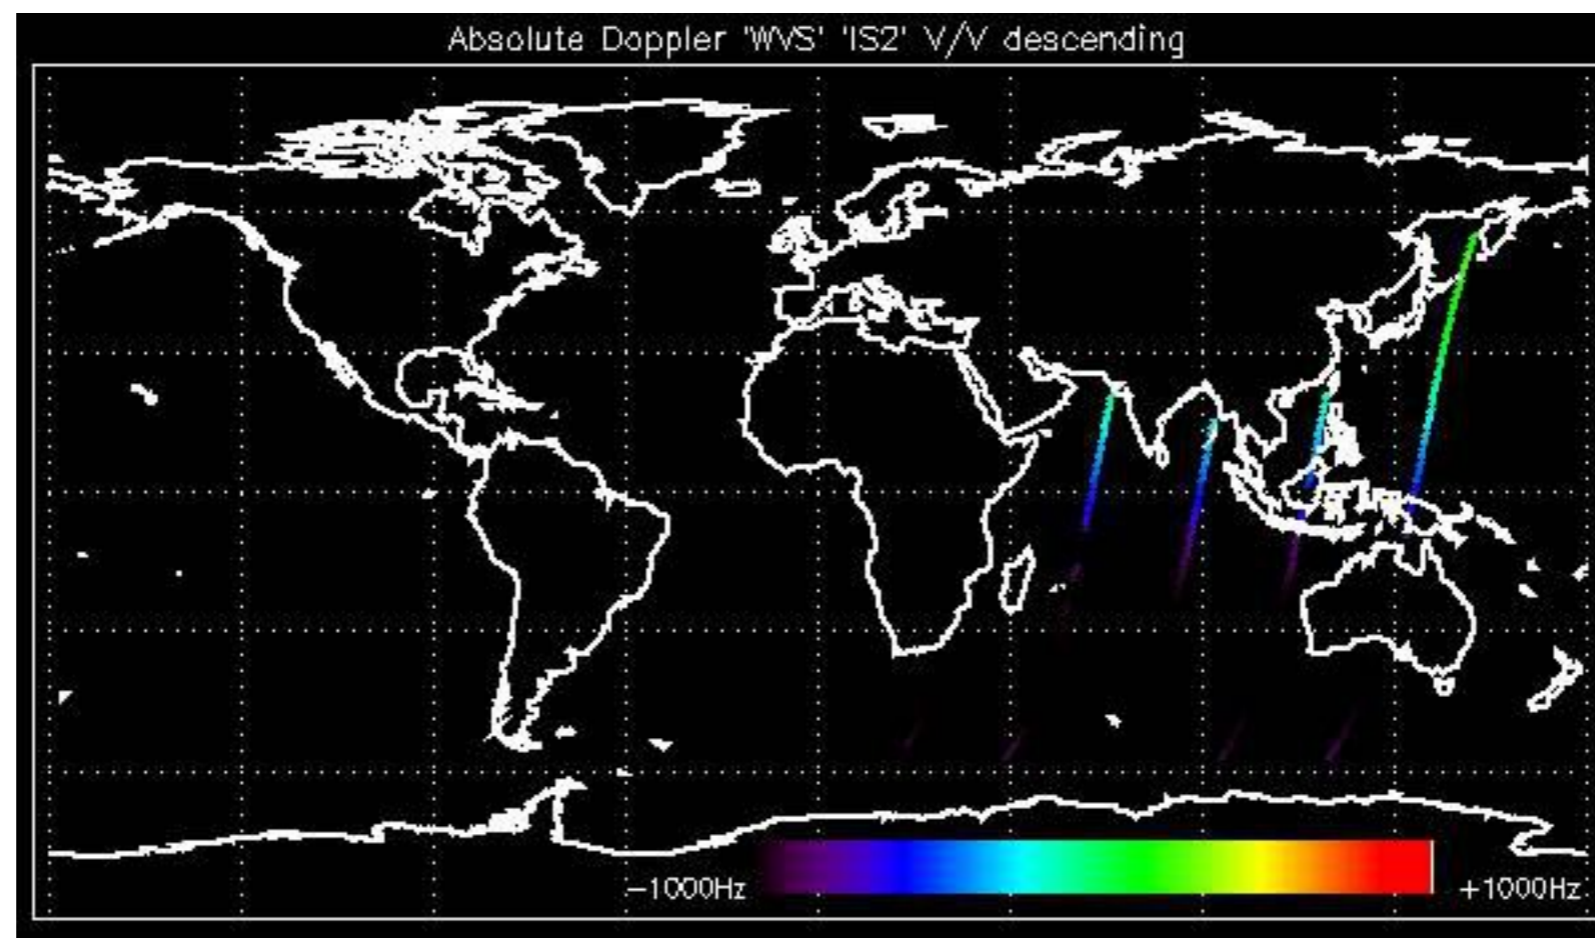 Absolute Doppler 'WVS' 'IS2' V/V descending
−1000Hz +1000Hz